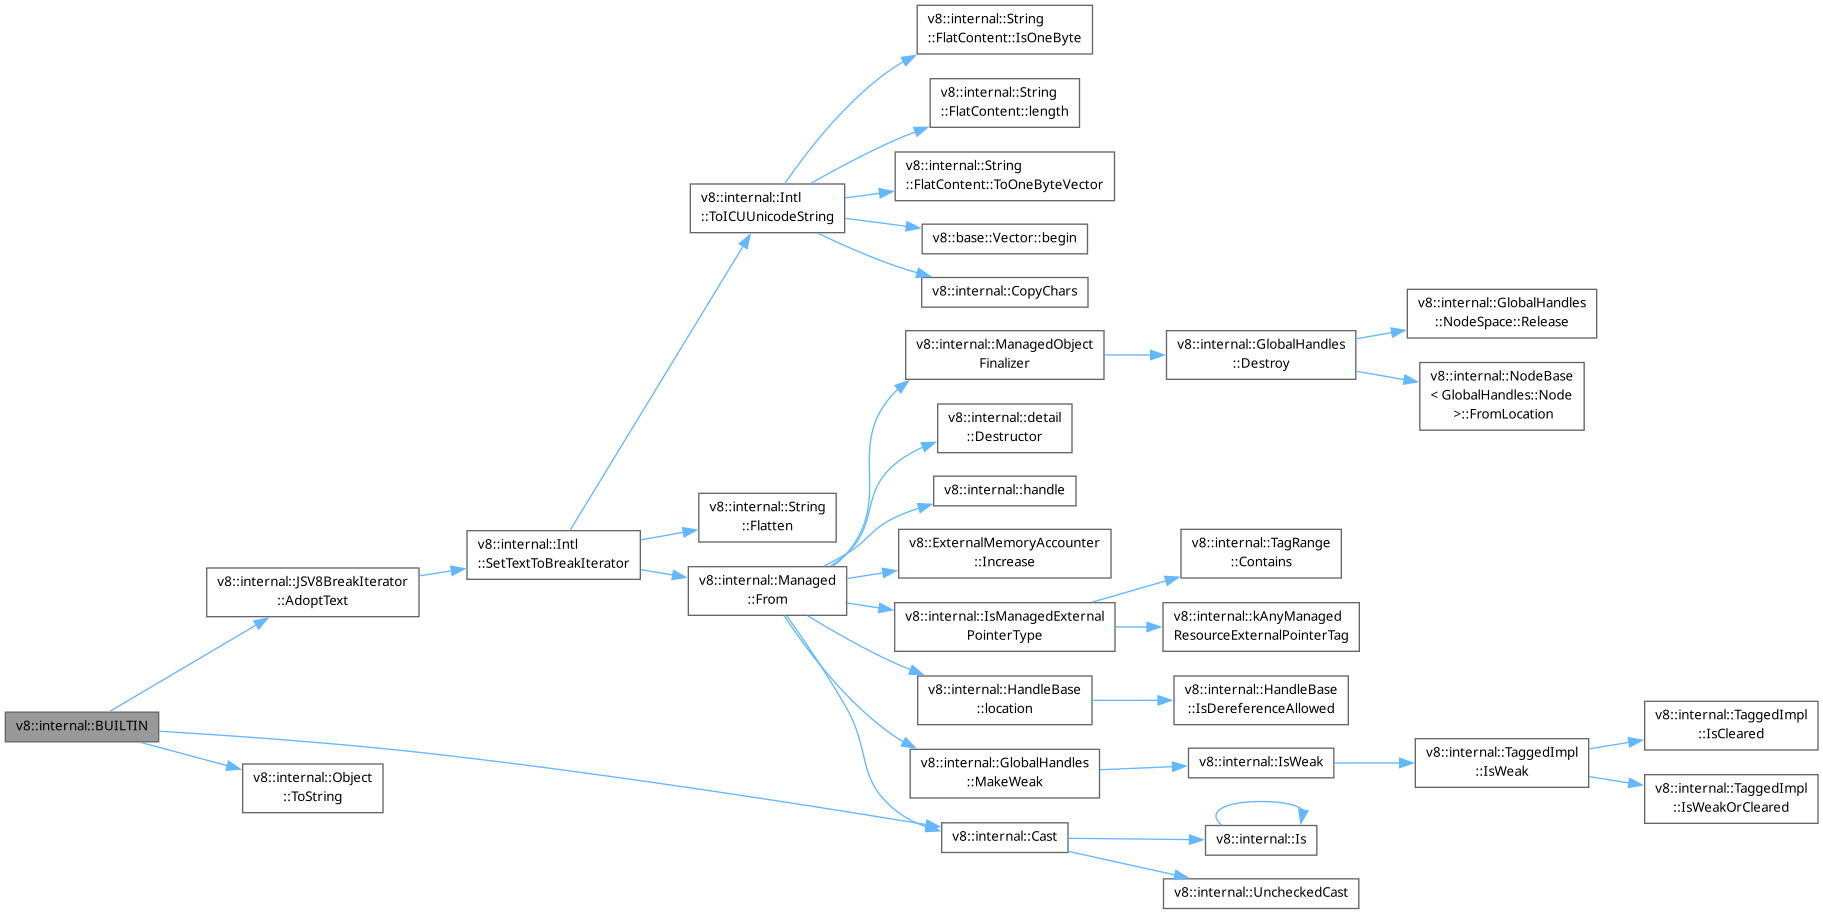 v8::internal::String
::FlatContent::IsOneByte
v8::internal::String
::FlatContent::length
v8::internal::String
::FlatContent::ToOneByteVector
v8::internal::Intl
::ToICUUnicodeString
v8::base::Vector::begin
v8::internal::CopyChars
v8::internal::GlobalHandles
::NodeSpace::Release
v8::internal::ManagedObject
Finalizer
v8::internal::GlobalHandles
::Destroy
v8::internal::NodeBase
< GlobalHandles::Node
>::FromLocation
v8::internal::detail
::Destructor
v8::internal::handle
v8::internal::String
::Flatten
v8::internal::Intl
::SetTextToBreakIterator
v8::ExternalMemoryAccounter
::Increase
v8::internal::TagRange
::Contains
v8::internal::JSV8BreakIterator
::AdoptText
v8::internal::Managed
::From
v8::internal::IsManagedExternal
PointerType
v8::internal::kAnyManaged
ResourceExternalPointerTag
v8::internal::HandleBase
::location
v8::internal::HandleBase
::IsDereferenceAllowed
v8::internal::BUILTIN
v8::internal::TaggedImpl
::IsCleared
v8::internal::Object
::ToString
v8::internal::GlobalHandles
::MakeWeak
v8::internal::IsWeak
v8::internal::TaggedImpl
::IsWeak
v8::internal::TaggedImpl
::IsWeakOrCleared
v8::internal::Cast
v8::internal::Is
v8::internal::UncheckedCast